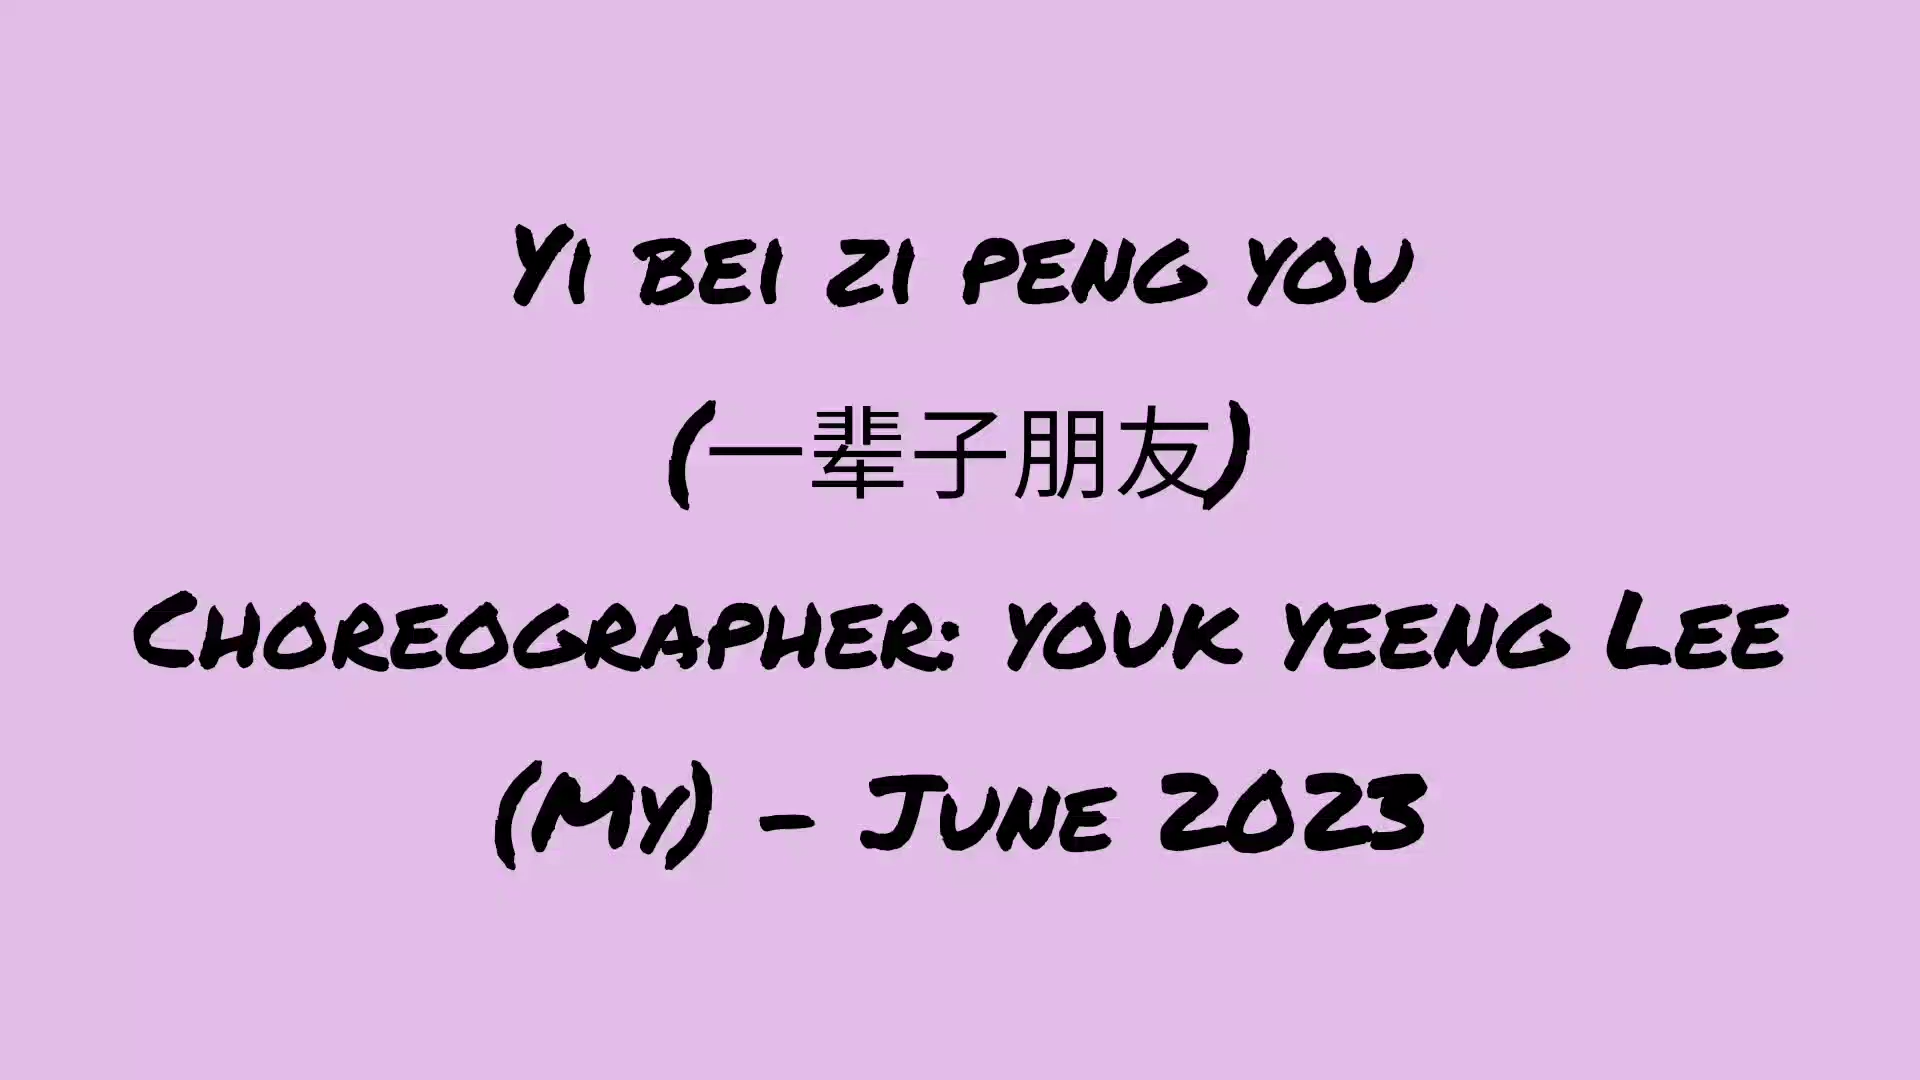 Yi bei zi peng you
(一辈子朋友)
Choreographer: youk yeeng Lee
(My) - June 2023